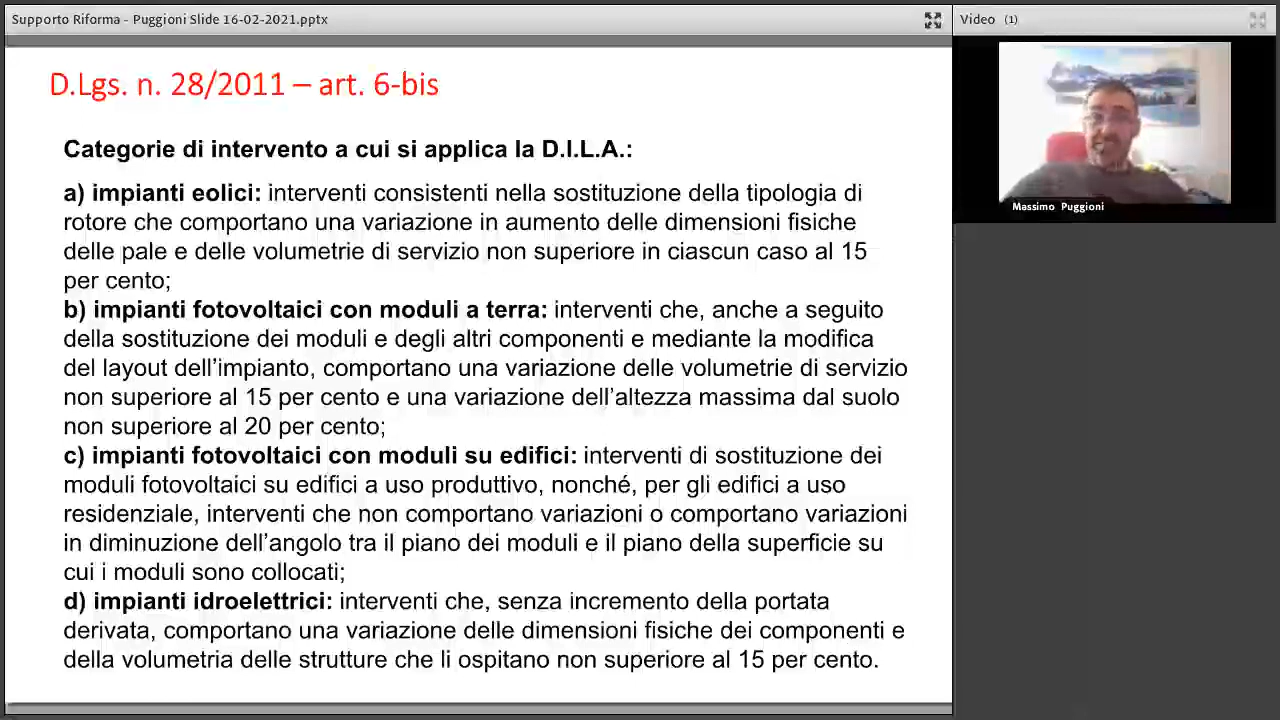 Supporto Riforma - Puggioni Slide 16-02-2021.pptx
Video (1)
D.Lgs. n. 28/2011 – art. 6-bis
Categorie di intervento a cui si applica la D.I.L.A.:
a) impianti eolici: interventi consistenti nella sostituzione della tipologia di
rotore che comportano una variazione in aumento delle dimensioni fisiche
delle pale e delle volumetrie di servizio non superiore in ciascun caso al 15
per cento;
b) impianti fotovoltaici con moduli a terra: interventi che, anche a seguito
della sostituzione dei moduli e degli altri componenti e mediante la modifica
del layout dell’impianto, comportano una variazione delle volumetrie di servizio
non superiore al 15 per cento e una variazione dell’altezza massima dal suolo
non superiore al 20 per cento;
c) impianti fotovoltaici con moduli su edifici: interventi di sostituzione dei
moduli fotovoltaici su edifici a uso produttivo, nonché, per gli edifici a uso
residenziale, interventi che non comportano variazioni o comportano variazioni
in diminuzione dell’angolo tra il piano dei moduli e il piano della superficie su
cui i moduli sono collocati;
d) impianti idroelettrici: interventi che, senza incremento della portata
derivata, comportano una variazione delle dimensioni fisiche dei componenti e
della volumetria delle strutture che li ospitano non superiore al 15 per cento.
Massimo Puggioni